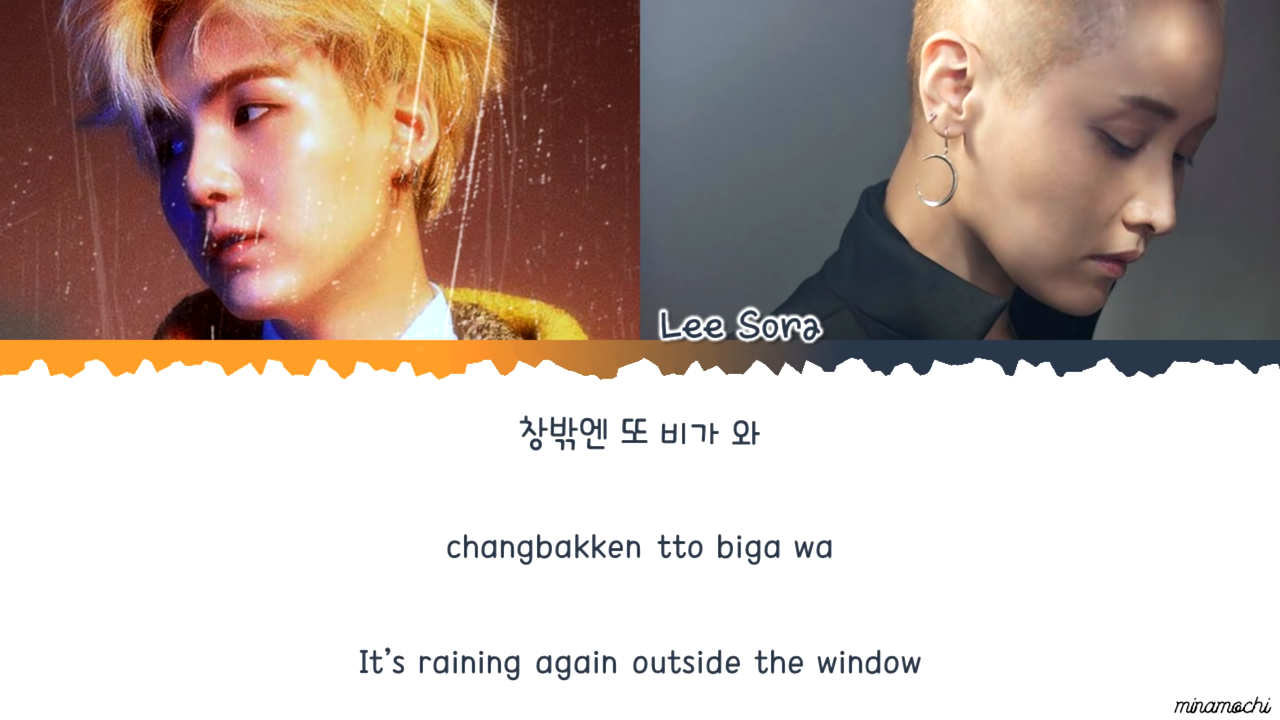 Lee Sora
창밖엔 또 비가 와
changbakken tto biga wa
It's raining again outside the window
minamochi